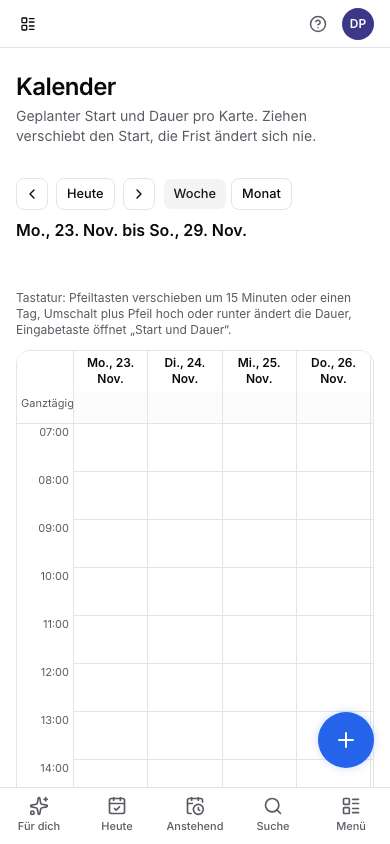 DP
Kalender
Geplanter Start und Dauer pro Karte. Ziehen
verschiebt den Start, die Frist ändert sich nie.
Heute
Woche
Monat
Mo., 23. Nov. bis So., 29. Nov.
Tastatur: Pfeiltasten verschieben um 15 Minuten oder einen
Tag, Umschalt plus Pfeil hoch oder runter ändert die Dauer,
Eingabetaste öffnet „Start und Dauer“.
Mo., 23. Nov.
Di., 24. Nov.
Mi., 25. Nov.
Do., 26. Nov.
Ganztägig
07:00
08:00
09:00
10:00
11:00
12:00
13:00
14:00
Für dich
Heute
Anstehend
Suche
Menü